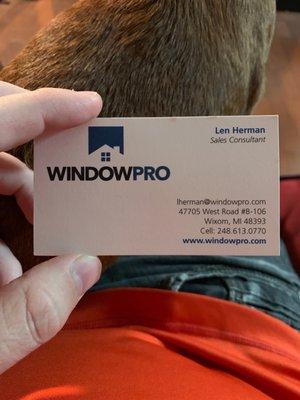 Len Herman
Sales Consultant
WINDOWPRO
lherman@windowpro.com
47705 West Road #B-106
Wixom, MI 48393
Cell: 248.613.0770
www.windowpro.com